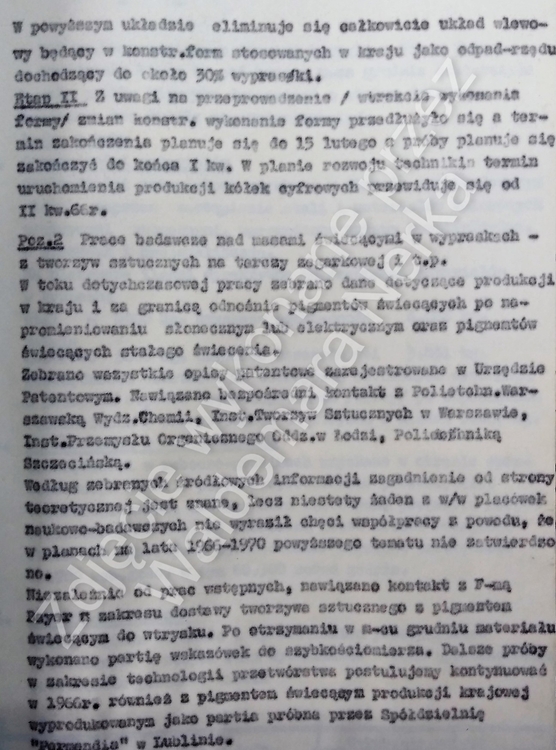 W powyższym układzie eliminuje się całkowicie układ wlewo-
wy będący w konstr.form stosowanych w kraju jako odpad-rzędu
dochodzący do około 30% wypraski.
Etap II Z uwagi na przeprowadzenie / wtrakcie wykonania
formy/ zmian konstr. wykonanie formy przedłużyło się a ter-
min zakończenia planuje się do 15 lutego a próby planuje się
zakończyć do końca I kw. W planie rozwoju technikia termin
uruchomienia produkcji kółek cyfrowych przewiduje się od
II kw.66r.
Poz.2 Prace badawcze nad masami świecącymi w wypraskach -
z tworzyw sztucznych na tarczy zegarkowej i t.p.
W toku dotychczasowej pracy zebrano dane dotyczące produkcji
w kraju i za granicą odnośnie pigmentów świecących po na-
promieniowaniu słonecznym lub elektrycznym oraz pigmentów
świecących stałego świecenia.
Zebrano wszystkie opisy patentowe zarejestrowane w Urzędzie
Patentowym. Nawiązano bezpośredni kontakt z Politechn.War-
szawską Wydz.Chemii, Inst.Tworzyw Sztucznych w Warszawie,
Inst.Przemysłu Organicznego Oddz.w Łodzi, Politechniką
Szczecińską.
Według zebranych źródłowych informacji zagadnienie od strony
teoretycznej jest znane, lecz niestety żaden z w/w placówek
naukowo-badawczych nie wyraził chęci współpracy z powodu, że
w planach na lata 1966-1970 powyższego tematu nie zatwierdzo
no.
Niezależnie od prac wstępnych, nawiązano kontakt z F-mą
z zakresu dostawy tworzywa sztucznego z pigmentem
świecącym do wtrysku. Po otrzymaniu w m-cu grudniu materiału
wykonano partię wskazówek do szybkościomierza. Dalsze próby
w zakresie technologii przetwórstwa postulujemy kontynuować
w 1966r. również z pigmentem świecącym produkcji krajowej
wyprodukowanym jako partia próbna przez Spółdzielnię
"Permedia" w Lublinie.
Zdjęcie wykonane przez
Welbernara Nerka